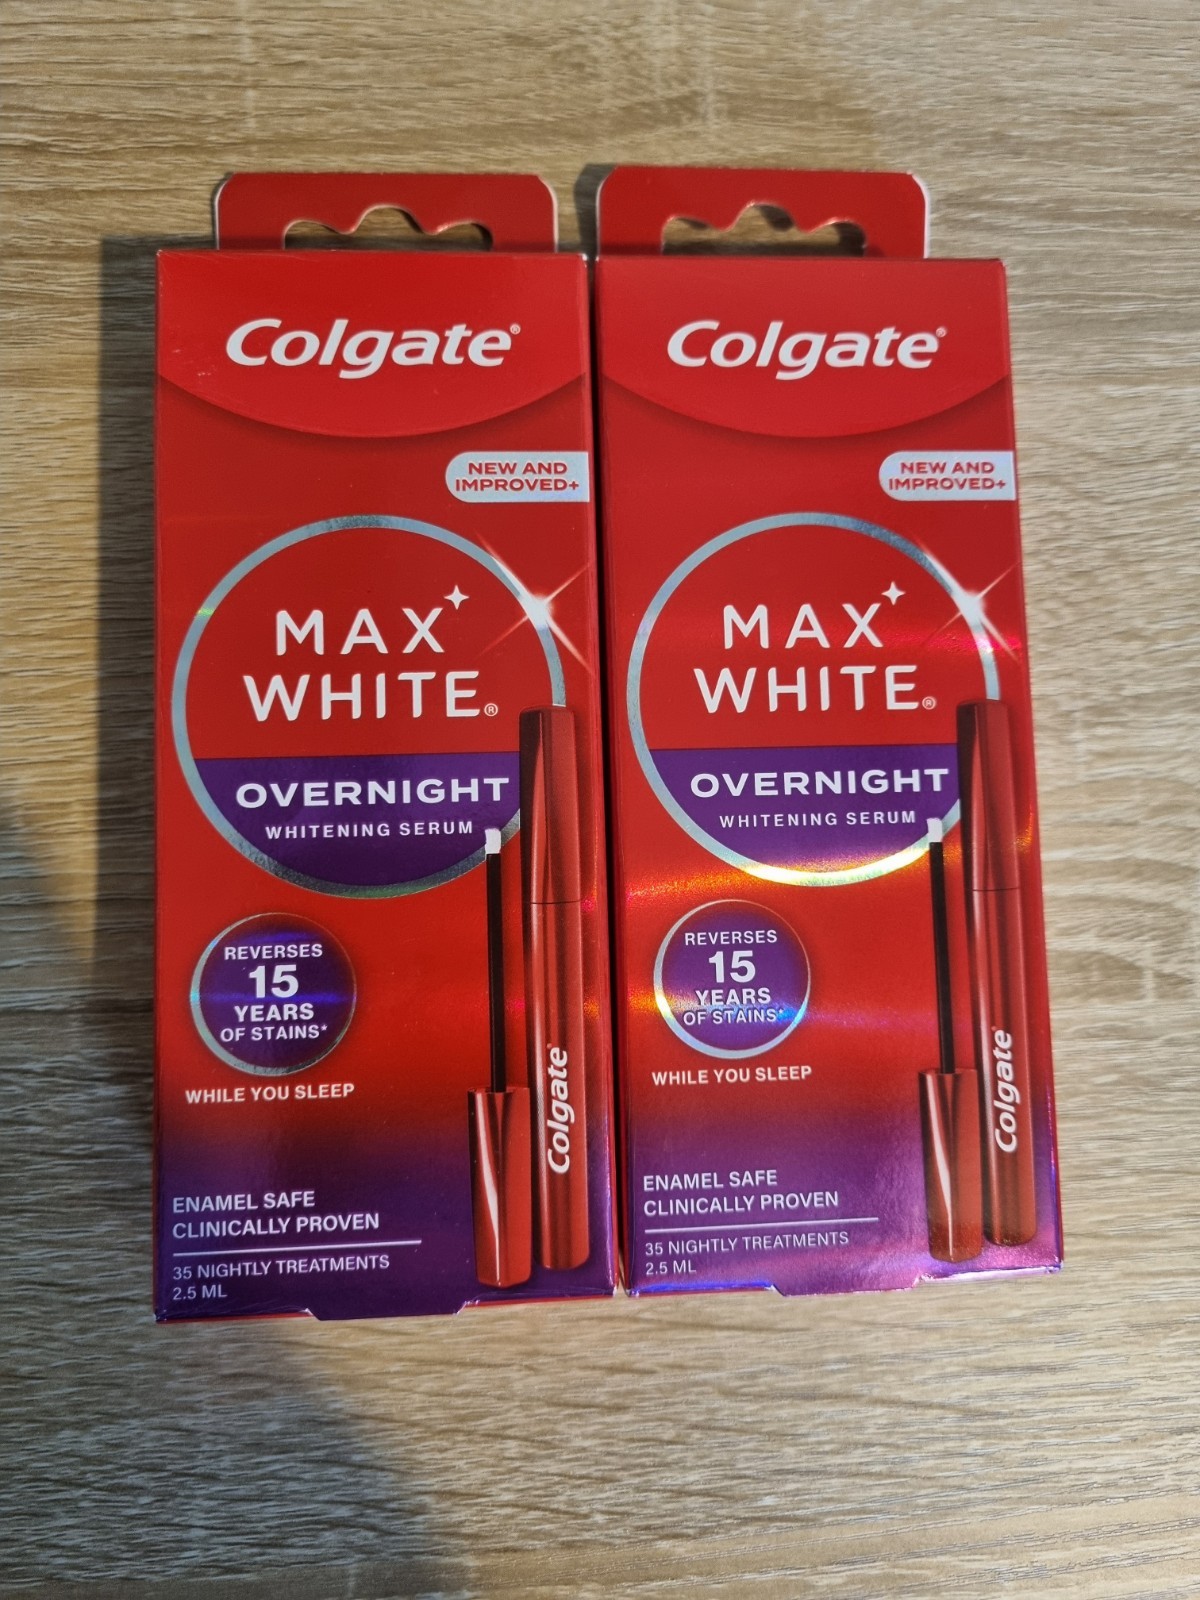 Colgate®
NEW AND
IMPROVED+
MAX
WHITE®
OVERNIGHT
WHITENING SERUM
REVERSES
15
YEARS
OF STAINS*
WHILE YOU SLEEP
Colgate
ENAMEL SAFE
CLINICALLY PROVEN
35 NIGHTLY TREATMENTS
2.5 ML
Colgate®
NEW AND
IMPROVED+
MAX
WHITE®
OVERNIGHT
WHITENING SERUM
REVERSES
15
YEARS
OF STAINS*
WHILE YOU SLEEP
Colgate
ENAMEL SAFE
CLINICALLY PROVEN
35 NIGHTLY TREATMENTS
2.5 ML